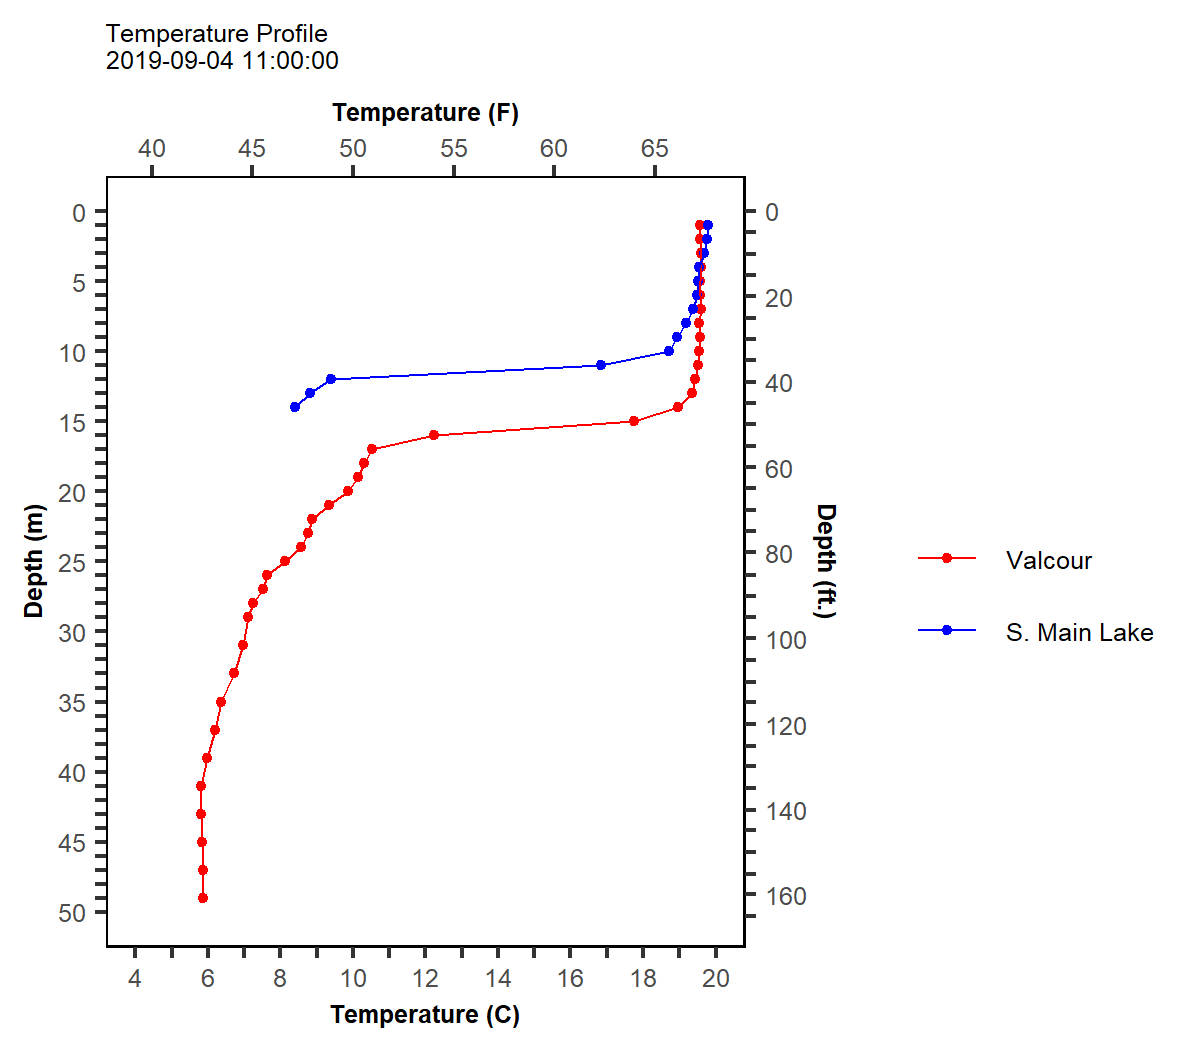 Temperature Profile
2019-09-04 11:00:00
Temperature (F)
40 45 50 55 60 65
0
5
10
15
20
25
30
35
40
45
50
Depth (m)
0
20
40
60
80
100
120
140
160
Depth (ft.)
Valcour
S. Main Lake
4 6 8 10 12 14 16 18 20
Temperature (C)